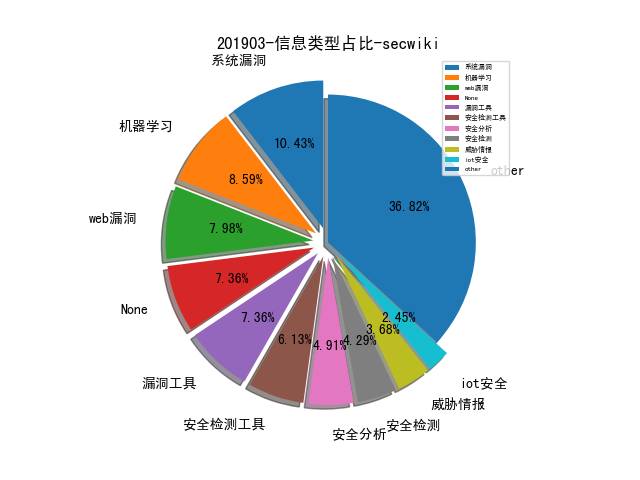 201903-信息类型占比-secwiki
系统漏洞
机器学习
web漏洞
None
漏洞工具
安全检测工具
安全分析
安全检测
威胁情报
iot安全
other
10.43%
8.59%
7.98%
7.36%
7.36%
6.13%
4.91%
4.29%
3.68%
2.45%
36.82%
系统漏洞
机器学习
web漏洞
None
漏洞工具
安全检测工具
安全分析
安全检测
威胁情报
iot安全
other